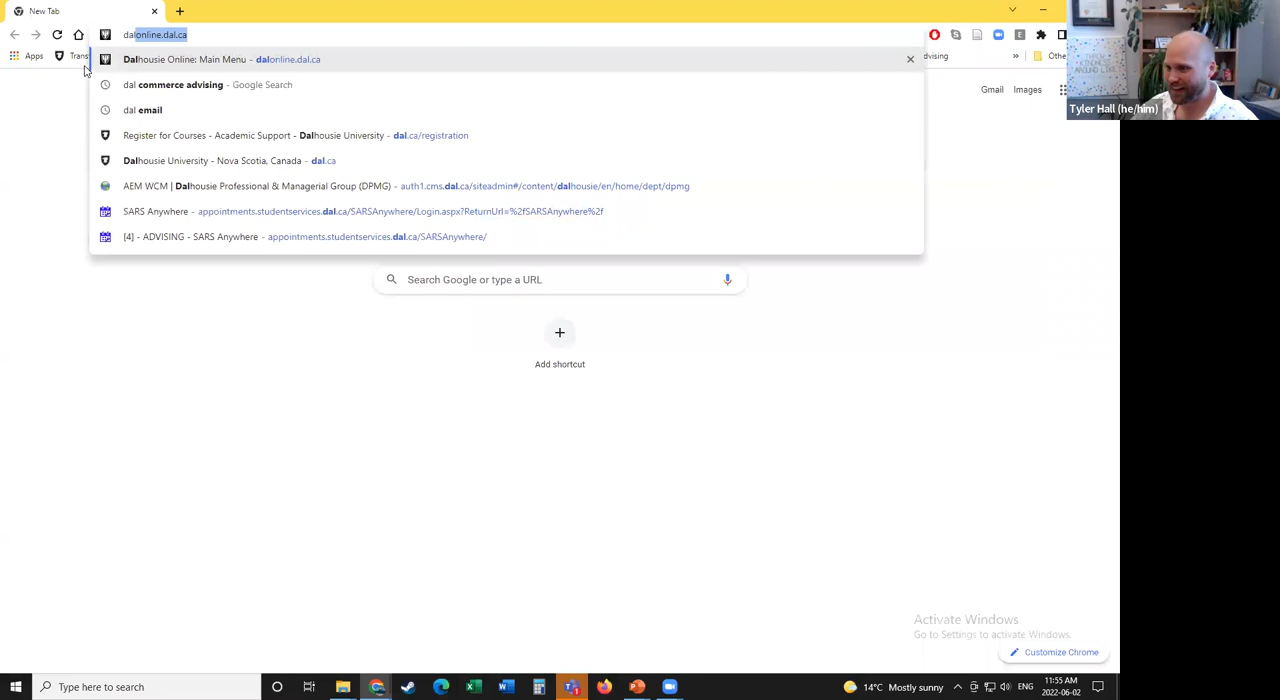 New Tab
dalonline.dal.ca
Apps
Trans
Dalhousie Online: Main Menu - dalonline.dal.ca
dal commerce advising - Google Search
dal email
Register for Courses - Academic Support - Dalhousie University - dal.ca/registration
Dalhousie University - Nova Scotia, Canada - dal.ca
AEM WCM | Dalhousie Professional & Managerial Group (DPMG) - auth1.cms.dal.ca/siteadmin#/content/dalhousie/en/home/dept/dpmg
SARS Anywhere - appointments.studentservices.dal.ca/SARSAnywhere/Login.aspx?ReturnUrl=%2fSARSAnywhere%2f
[4] - ADVISING - SARS Anywhere - appointments.studentservices.dal.ca/SARSAnywhere/
dvising
»
Othe
Gmail Images
Tyler Hall (he/him)
Search Google or type a URL
Add shortcut
Activate Windows
Go to Settings to activate Windows.
Customize Chrome
Type here to search
14°C Mostly sunny
ENG
11:55 AM
2022-06-02